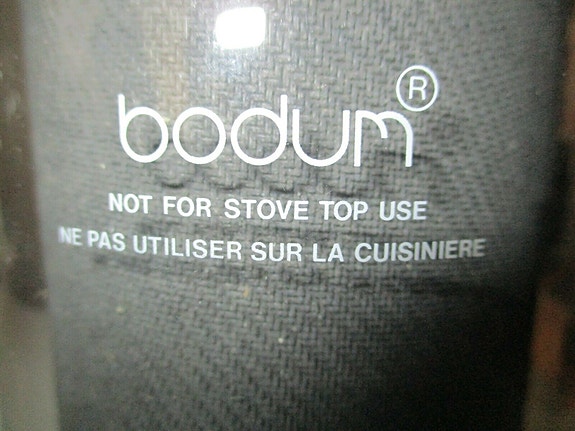 bodum®
NOT FOR STOVE TOP USE
NE PAS UTILISER SUR LA CUISINIERE